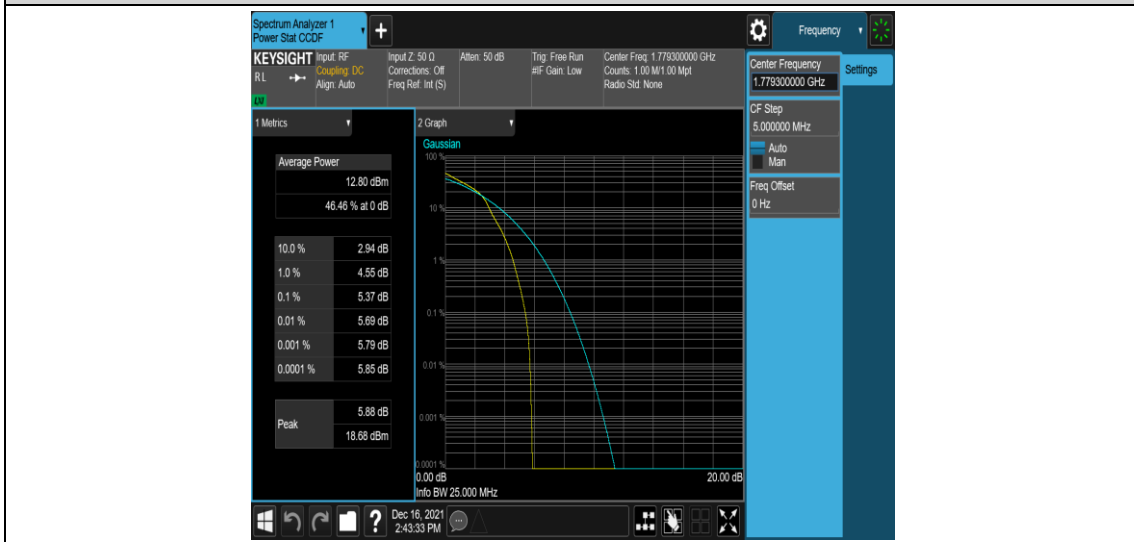 Spectrum Analyzer 1
Power Stat CCDF
+
Frequency
KEYSIGHT
RL
LXI
Input: RF
Coupling: DC
Align: Auto
Input Z: 50 Ω
Corrections: Off
Freq Ref: Int (S)
Atten: 50 dB
Trig: Free Run
#IF Gain: Low
Center Freq: 1.779300000 GHz
Counts: 1.00 M/1.00 Mpt
Radio Std: None
Center Frequency
1.779300000 GHz
Settings
CF Step
5.000000 MHz
Auto
Man
Freq Offset
0 Hz
1 Metrics
Average Power
12.80 dBm
46.46 % at 0 dB
10.0 % 2.94 dB
1.0 % 4.55 dB
0.1 % 5.37 dB
0.01 % 5.69 dB
0.001 % 5.79 dB
0.0001 % 5.85 dB
Peak
5.88 dB
18.68 dBm
2 Graph
Gaussian
100 %
10 %
1 %
0.1 %
0.01 %
0.001 %
0.0001 %
0.00 dB 20.00 dB
Info BW 25.000 MHz
?
Dec 16, 2021
2:43:33 PM